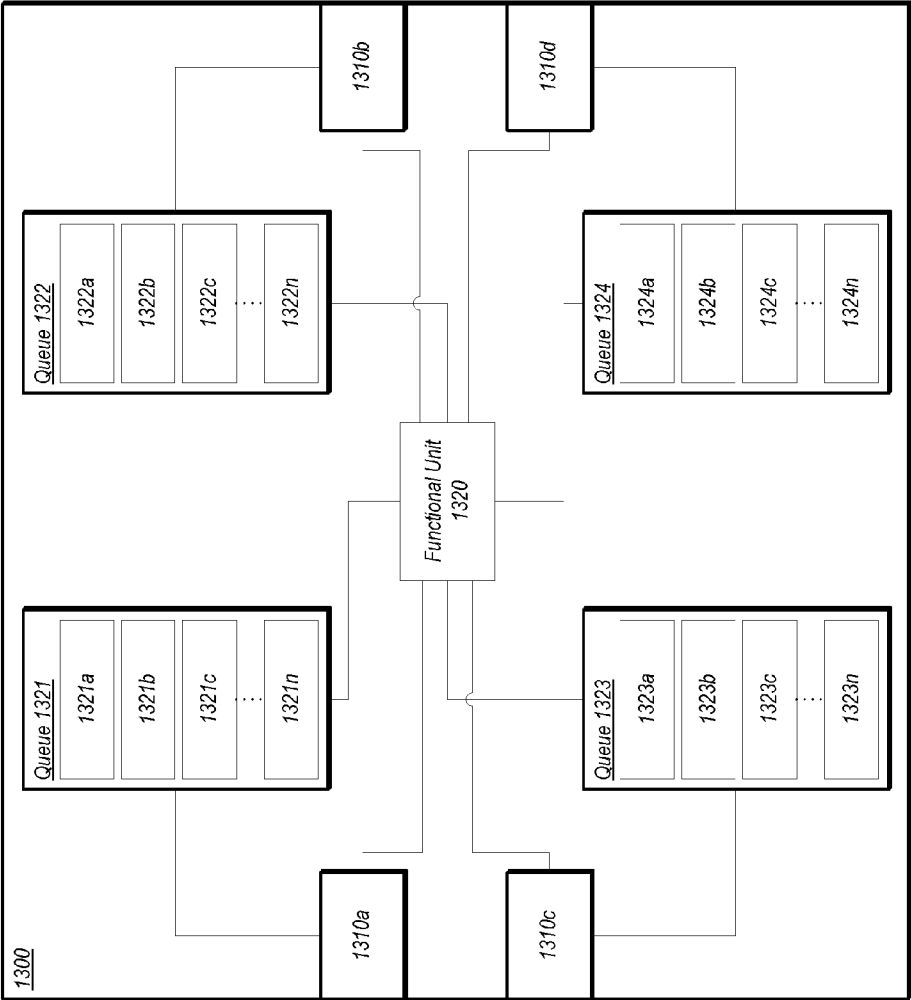 1300
1310a
1310b
Queue 1321
1321a
1321b
1321c
....
1321n
Queue 1322
1322a
1322b
1322c
....
1322n
Functional Unit
1320
Queue 1323
1323a
1323b
1323c
....
1323n
Queue 1324
1324a
1324b
1324c
....
1324n
1310c
1310d